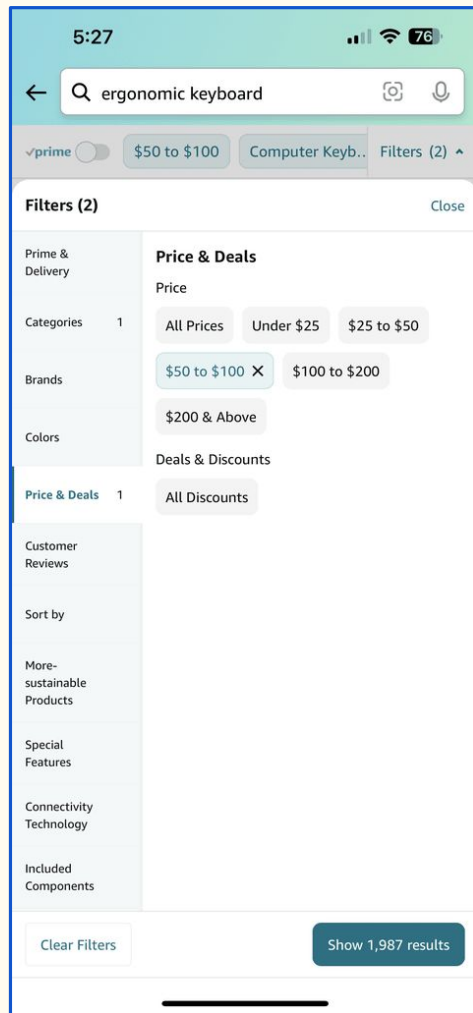 5:27
76
ergonomic keyboard
prime
$50 to $100
Computer Keyb..
Filters (2)
Filters (2)
Close
Prime &
Delivery
Categories 1
Brands
Colors
Price & Deals 1
Customer
Reviews
Sort by
More-
sustainable
Products
Special
Features
Connectivity
Technology
Included
Components
Price & Deals
Price
All Prices
Under $25
$25 to $50
$50 to $100 X
$100 to $200
$200 & Above
Deals & Discounts
All Discounts
Clear Filters
Show 1,987 results